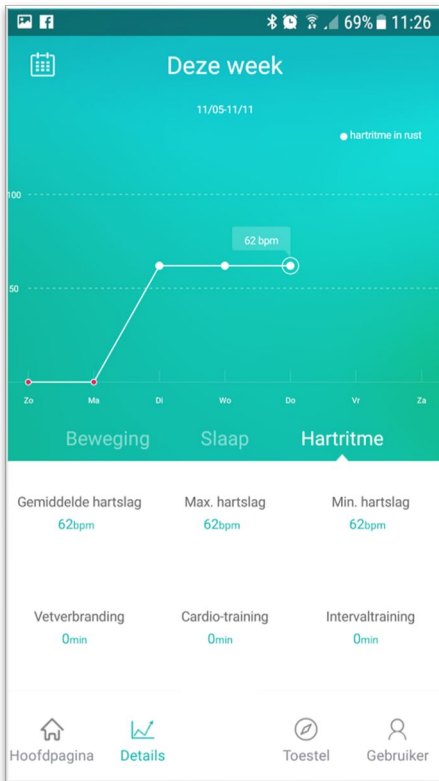 69% 11:26
Deze week
11/05-11/11
hartritme in rust
100
62 bpm
50
Zo Ma Di Wo Do Vr Za
Beweging Slaap Hartritme
Gemiddelde hartslag Max. hartslag Min. hartslag
62bpm 62bpm 62bpm
Vetverbranding Cardio-training Intervaltraining
0min 0min 0min
Hoofdpagina Details Toestel Gebruiker